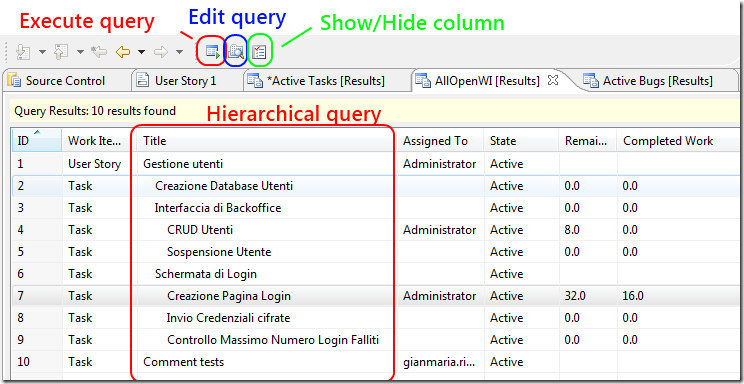 Execute query Edit query Show/Hide column
Source Control User Story 1 *Active Tasks [Results] AllOpenWI [Results] Active Bugs [Results]
Query Results: 10 results found
Hierarchical query
ID Work Ite... Title Assigned To State Remai... Completed Work
1 User Story Gestione utenti Administrator Active
2 Task Creazione Database Utenti Active 0.0 0.0
3 Task Interfaccia di Backoffice Active 0.0 0.0
4 Task CRUD Utenti Administrator Active 8.0 0.0
5 Task Sospensione Utente Active 0.0 0.0
6 Task Schermata di Login Active
7 Task Creazione Pagina Login Administrator Active 32.0 16.0
8 Task Invio Credenziali cifrate Active 0.0 0.0
9 Task Controllo Massimo Numero Login Falliti Active 0.0 0.0
10 Task Comment tests gianmaria.ri... Active